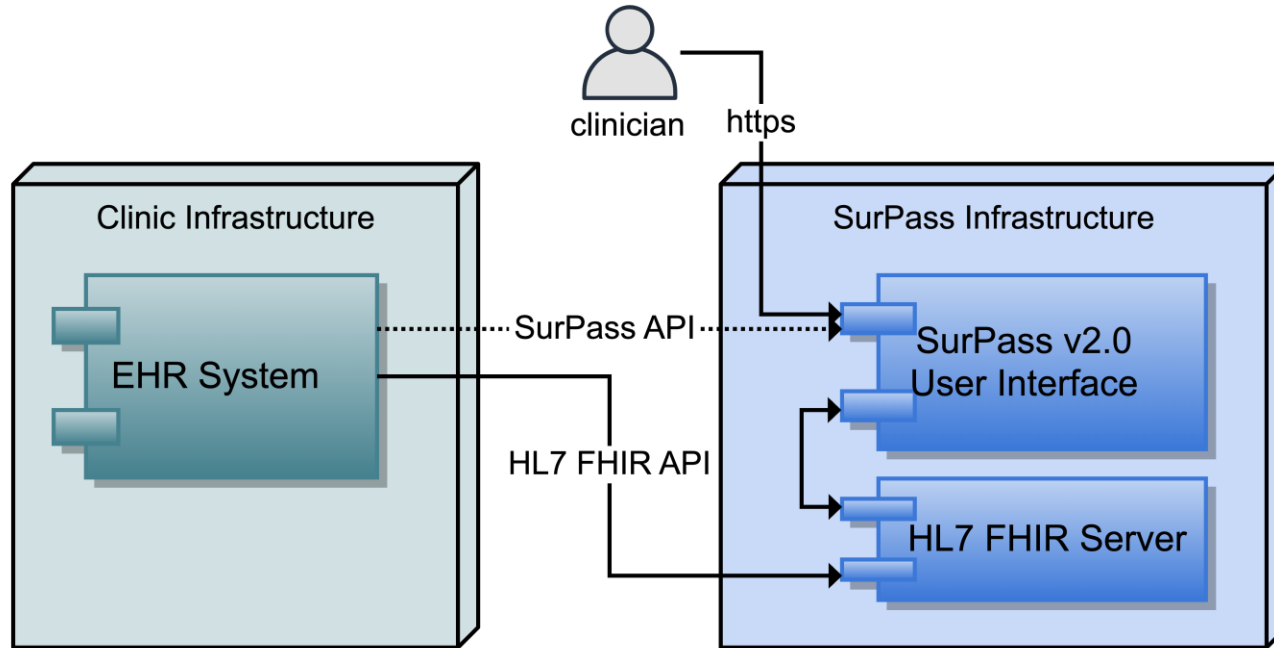 clinician
https
Clinic Infrastructure
SurPass Infrastructure
EHR System
SurPass API
SurPass v2.0
User Interface
HL7 FHIR API
HL7 FHIR Server